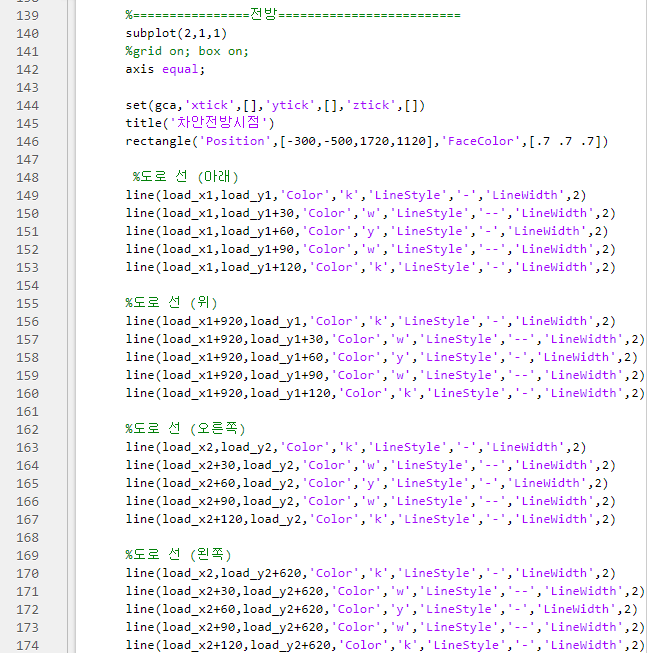 139 %================전방=========================
140 subplot(2,1,1)
141 %grid on; box on;
142 axis equal;
143
144 set(gca,'xtick',[],'ytick',[],'ztick',[])
145 title('차안전방시점')
146 rectangle('Position',[-300,-500,1720,1120],'FaceColor',[.7 .7 .7])
147
148 %도로 선 (아래)
149 line(load_x1,load_y1,'Color','k','LineStyle','-','LineWidth',2)
150 line(load_x1,load_y1+30,'Color','w','LineStyle','--','LineWidth',2)
151 line(load_x1,load_y1+60,'Color','y','LineStyle','-','LineWidth',2)
152 line(load_x1,load_y1+90,'Color','w','LineStyle','--','LineWidth',2)
153 line(load_x1,load_y1+120,'Color','k','LineStyle','-','LineWidth',2)
154
155 %도로 선 (위)
156 line(load_x1+920,load_y1,'Color','k','LineStyle','-','LineWidth',2)
157 line(load_x1+920,load_y1+30,'Color','w','LineStyle','--','LineWidth',2)
158 line(load_x1+920,load_y1+60,'Color','y','LineStyle','-','LineWidth',2)
159 line(load_x1+920,load_y1+90,'Color','w','LineStyle','--','LineWidth',2)
160 line(load_x1+920,load_y1+120,'Color','k','LineStyle','-','LineWidth',2)
161
162 %도로 선 (오른쪽)
163 line(load_x2,load_y2,'Color','k','LineStyle','-','LineWidth',2)
164 line(load_x2+30,load_y2,'Color','w','LineStyle','--','LineWidth',2)
165 line(load_x2+60,load_y2,'Color','y','LineStyle','-','LineWidth',2)
166 line(load_x2+90,load_y2,'Color','w','LineStyle','--','LineWidth',2)
167 line(load_x2+120,load_y2,'Color','k','LineStyle','-','LineWidth',2)
168
169 %도로 선 (왼쪽)
170 line(load_x2,load_y2+620,'Color','k','LineStyle','-','LineWidth',2)
171 line(load_x2+30,load_y2+620,'Color','w','LineStyle','--','LineWidth',2)
172 line(load_x2+60,load_y2+620,'Color','y','LineStyle','-','LineWidth',2)
173 line(load_x2+90,load_y2+620,'Color','w','LineStyle','--','LineWidth',2)
174 line(load_x2+120,load_y2+620,'Color','k','LineStyle','-','LineWidth',2)